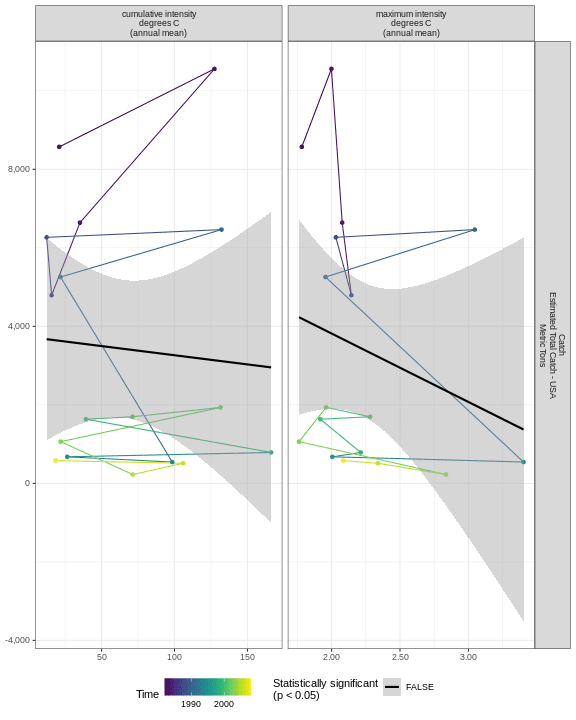 cumulative intensity
degrees C
(annual mean)
maximum intensity
degrees C
(annual mean)
8,000
4,000
0
-4,000
50
100
150
2.00
2.50
3.00
Catch
Estimated Total Catch - USA
Metric Tons
Time
1990
2000
Statistically significant
(p < 0.05)
FALSE